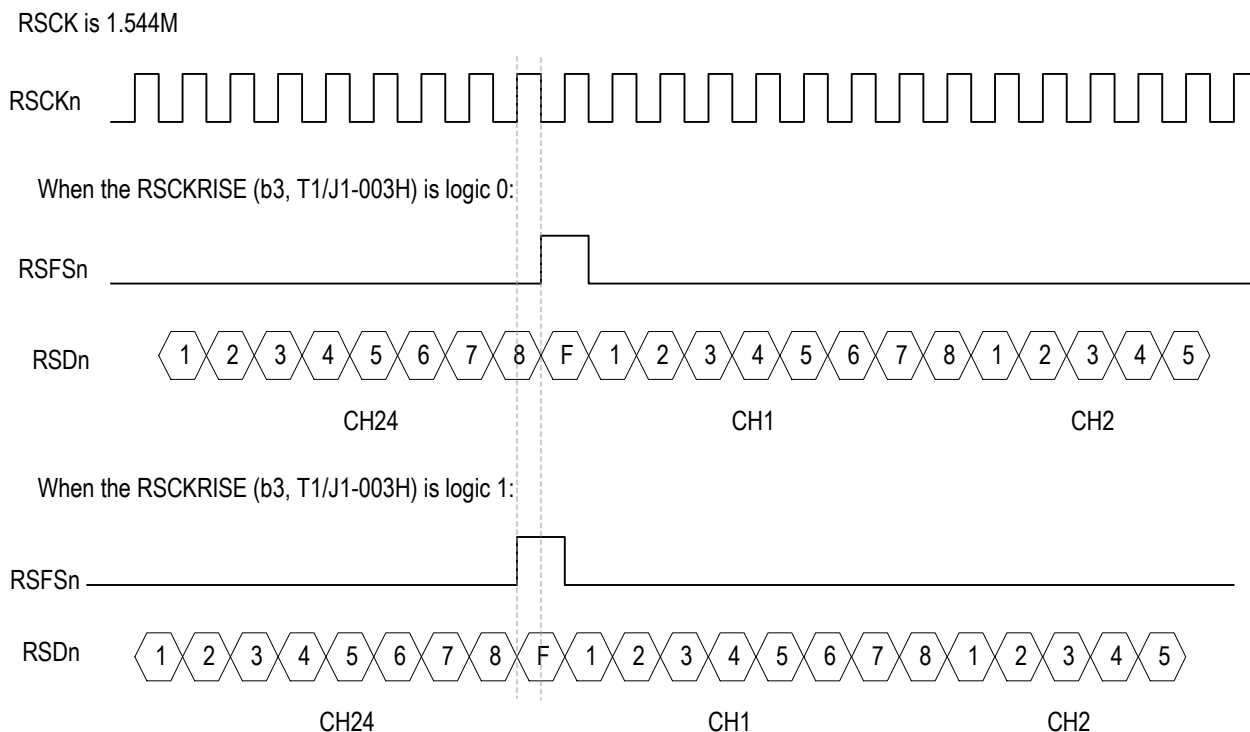 RSCK is 1.544M
RSCKn
When the RSCKRISE (b3, T1/J1-003H) is logic 0:
RSFSn
RSDn 1 2 3 4 5 6 7 8 F 1 2 3 4 5 6 7 8 1 2 3 4 5
CH24 CH1 CH2
When the RSCKRISE (b3, T1/J1-003H) is logic 1:
RSFSn
RSDn 1 2 3 4 5 6 7 8 F 1 2 3 4 5 6 7 8 1 2 3 4 5
CH24 CH1 CH2